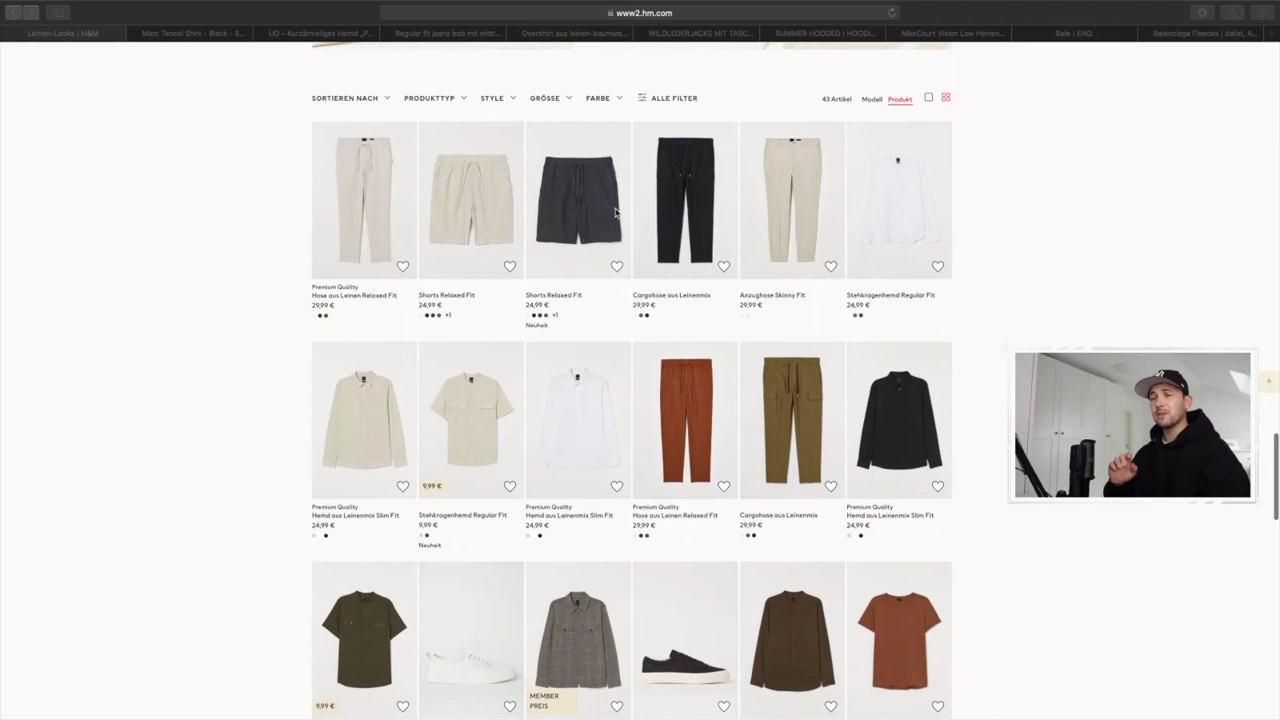 www2.hm.com
Leinen-Looks | H&M
Marc Tencel Shirt - Black - S...
UO – Kurzärmeliges Hemd „P...
Regular fit jeans bob mit mittl...
Overshirt aus leinen-baumwo...
WILDLEDERJACKE MIT TASC...
SUMMER HOODED | HOODI...
NikeCourt Vision Low Herren...
Sale | END.
Balenciaga Fleeces | italist, A...
SORTIEREN NACH
PRODUKTTYP
STYLE
GRÖSSE
FARBE
ALLE FILTER
43 Artikel
Modell
Produkt
Premium Quality
Hose aus Leinen Relaxed Fit
29,99 €
Shorts Relaxed Fit
24,99 €
+1
Shorts Relaxed Fit
24,99 €
+1
Neuheit
Cargohose aus Leinenmix
29,99 €
Anzughose Skinny Fit
29,99 €
Stehkragenhemd Regular Fit
24,99 €
Premium Quality
Hemd aus Leinenmix Slim Fit
24,99 €
9,99 €
Stehkragenhemd Regular Fit
9,99 €
Neuheit
Premium Quality
Hemd aus Leinenmix Slim Fit
24,99 €
Premium Quality
Hose aus Leinen Relaxed Fit
29,99 €
Cargohose aus Leinenmix
29,99 €
Premium Quality
Hemd aus Leinenmix Slim Fit
24,99 €
9,99 €
MEMBER
PREIS